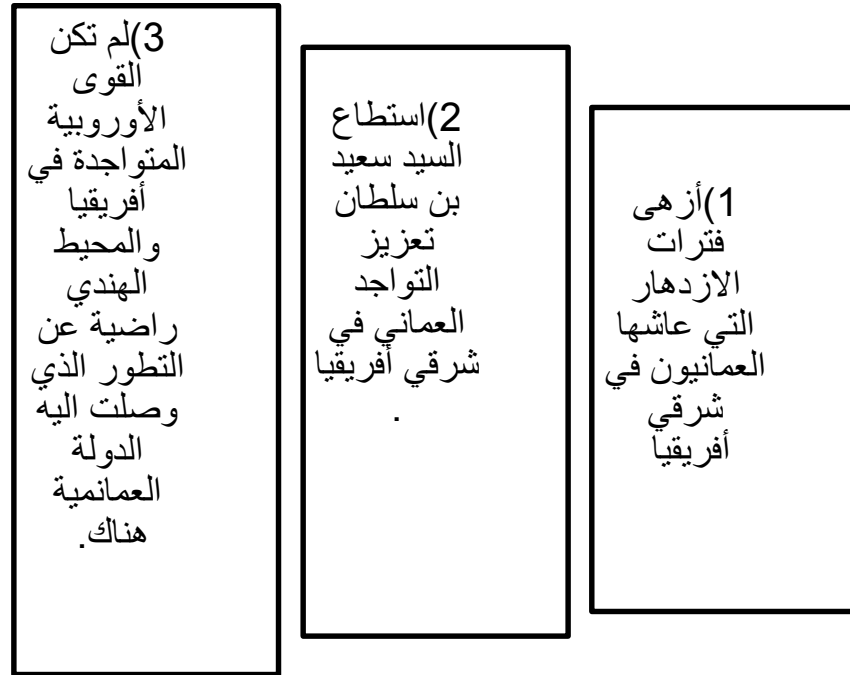 1)أزهى
فترات
الازدهار
التي عاشها
العمانيون في
شرقي
أفريقيا
2)استطاع
السيد سعيد
بن سلطان
تعزيز
التواجد
العماني في
شرقي أفريقيا
.
3)لم تكن
القوى
الأوروبية
المتواجدة في
أفريقيا
والمحيط
الهندي
راضية عن
التطور الذي
وصلت اليه
الدولة
العمانمية
هناك.